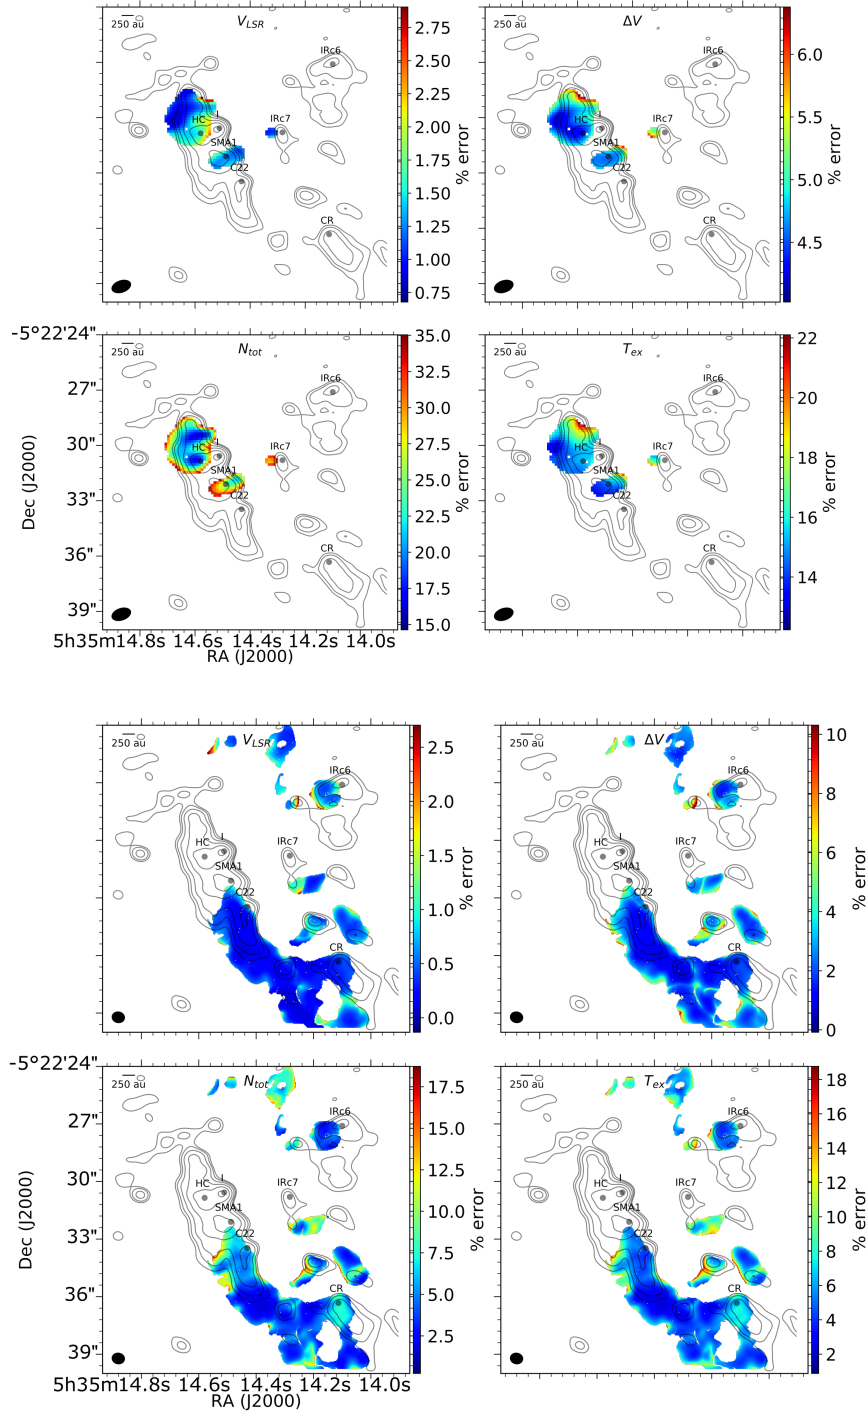 V_LSR
250 au
IRc6
HC
I
IRc7
SMA1
C22
CR
2.75
2.50
2.25
2.00
1.75
1.50
1.25
1.00
0.75
% error
ΔV
250 au
IRc6
HC
I
IRc7
SMA1
C22
CR
6.0
5.5
5.0
4.5
% error
-5°22'24"
27"
30"
33"
36"
39"
Dec (J2000)
N_tot
250 au
IRc6
HC
I
IRc7
SMA1
C22
CR
35.0
32.5
30.0
27.5
25.0
22.5
20.0
17.5
15.0
% error
5h35m14.8s 14.6s 14.4s 14.2s 14.0s
RA (J2000)
T_ex
250 au
IRc6
HC
I
IRc7
SMA1
C22
CR
22
20
18
16
14
% error
V_LSR
250 au
IRc6
HC
I
IRc7
SMA1
C22
CR
2.5
2.0
1.5
1.0
0.5
0.0
% error
ΔV
250 au
IRc6
HC
I
IRc7
SMA1
C22
CR
10
8
6
4
2
0
% error
-5°22'24"
27"
30"
33"
36"
39"
Dec (J2000)
N_tot
250 au
IRc6
HC
I
IRc7
SMA1
C22
CR
17.5
15.0
12.5
10.0
7.5
5.0
2.5
% error
5h35m14.8s 14.6s 14.4s 14.2s 14.0s
RA (J2000)
T_ex
250 au
IRc6
HC
I
IRc7
SMA1
C22
CR
18
16
14
12
10
8
6
4
2
% error